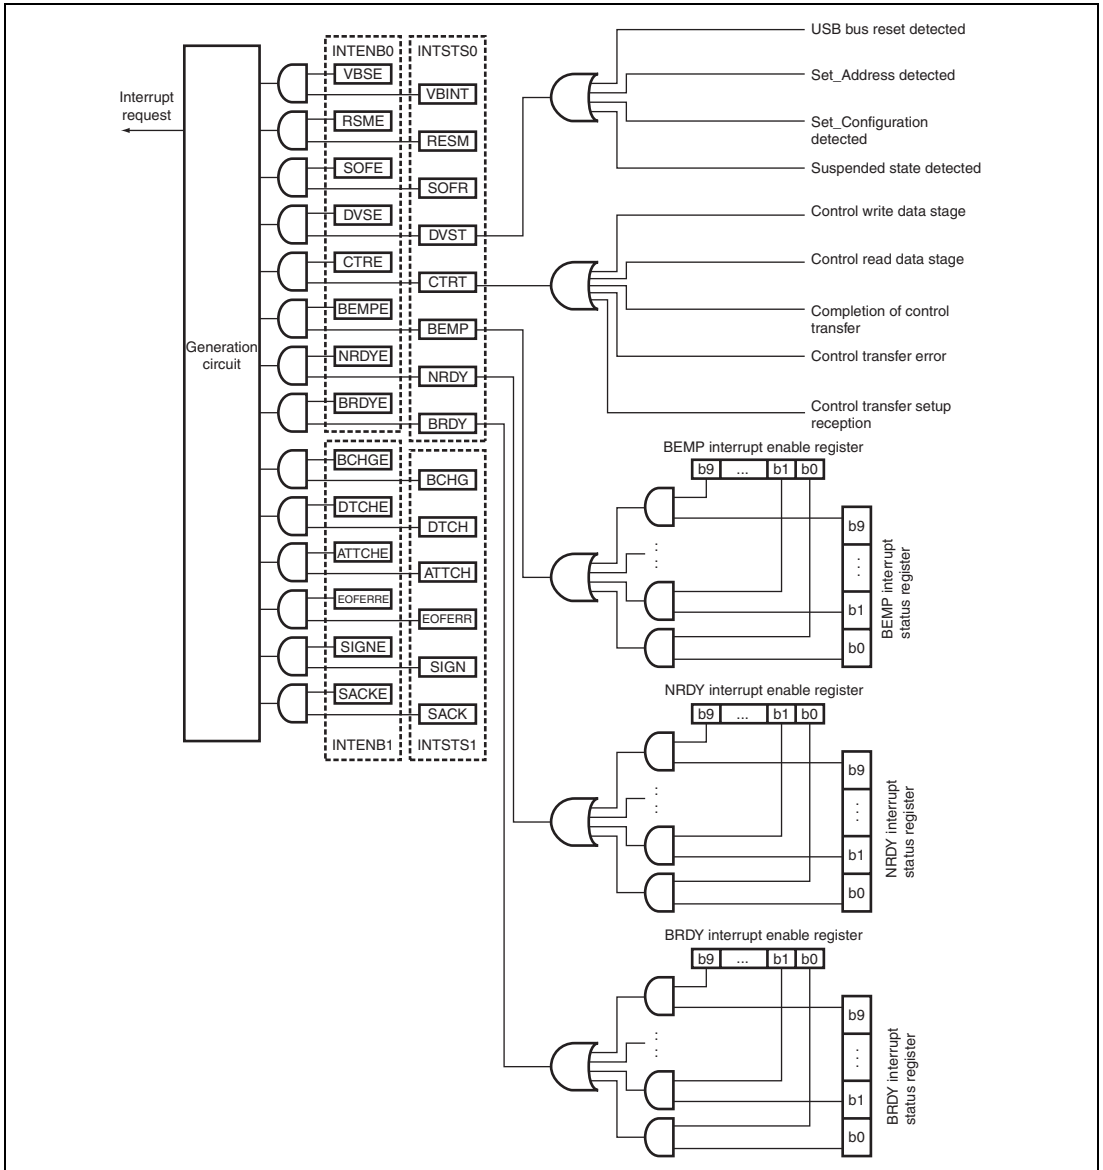 Interrupt
request
Generation
circuit
INTENB0
VBSE
RSME
SOFE
DVSE
CTRE
BEMPE
NRDYE
BRDYE
BCHGE
DTCHE
ATTCHE
EOFERRE
SIGNE
SACKE
INTENB1
INTSTS0
VBINT
RESM
SOFR
DVST
CTRT
BEMP
NRDY
BRDY
BCHG
DTCH
ATTCH
EOFERR
SIGN
SACK
INTSTS1
USB bus reset detected
Set_Address detected
Set_Configuration
detected
Suspended state detected
Control write data stage
Control read data stage
Completion of control
transfer
Control transfer error
Control transfer setup
reception
BEMP interrupt enable register
b9 ... b1 b0
b9
...
b1
b0
BEMP interrupt
status register
NRDY interrupt enable register
b9 ... b1 b0
b9
...
b1
b0
NRDY interrupt
status register
BRDY interrupt enable register
b9 ... b1 b0
b9
...
b1
b0
BRDY interrupt
status register